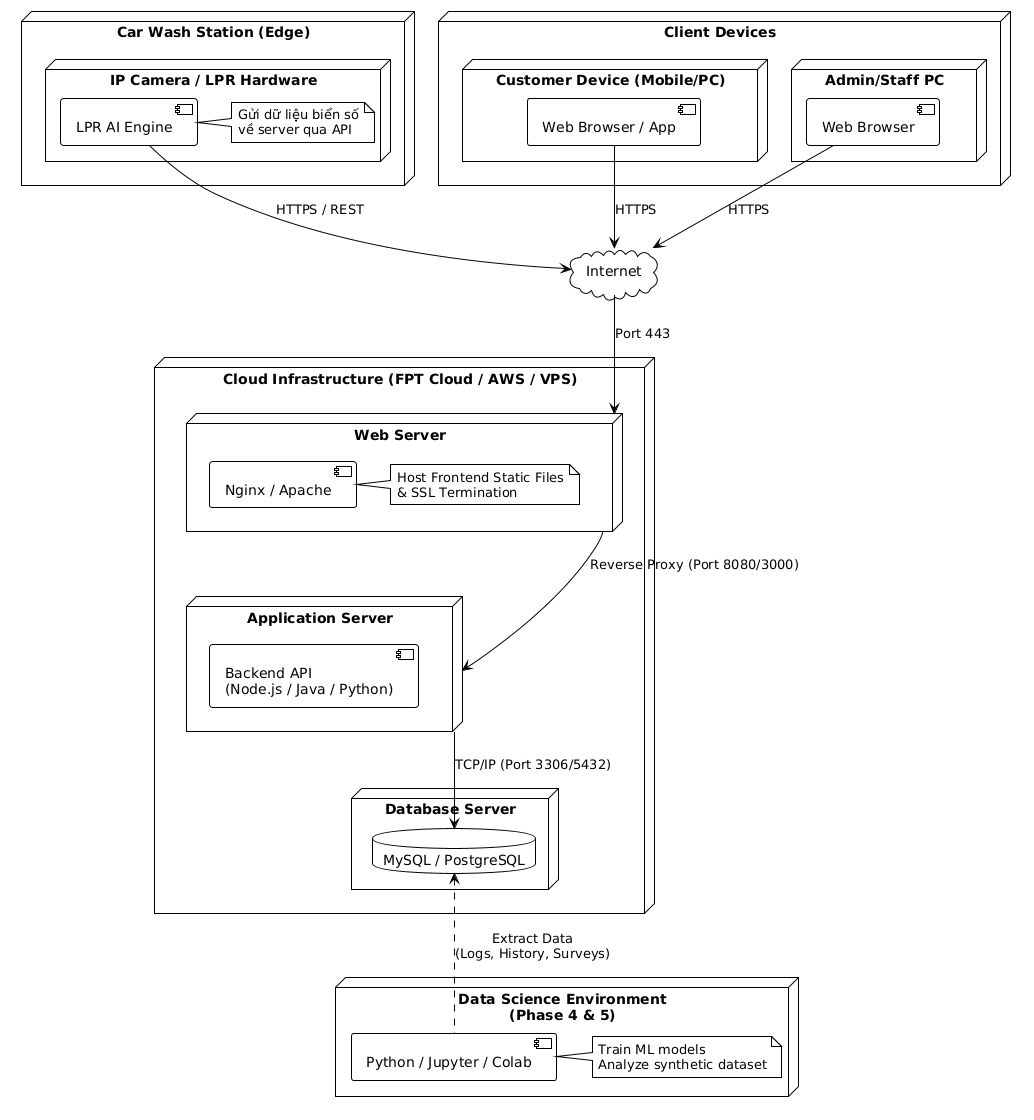 Car Wash Station (Edge)
IP Camera / LPR Hardware
LPR AI Engine
Gửi dữ liệu biển số
về server qua API
Client Devices
Customer Device (Mobile/PC)
Web Browser / App
Admin/Staff PC
Web Browser
HTTPS / REST
HTTPS
HTTPS
Internet
Port 443
Cloud Infrastructure (FPT Cloud / AWS / VPS)
Web Server
Nginx / Apache
Host Frontend Static Files
& SSL Termination
Reverse Proxy (Port 8080/3000)
Application Server
Backend API
(Node.js / Java / Python)
TCP/IP (Port 3306/5432)
Database Server
MySQL / PostgreSQL
Extract Data
(Logs, History, Surveys)
Data Science Environment
(Phase 4 & 5)
Python / Jupyter / Colab
Train ML models
Analyze synthetic dataset